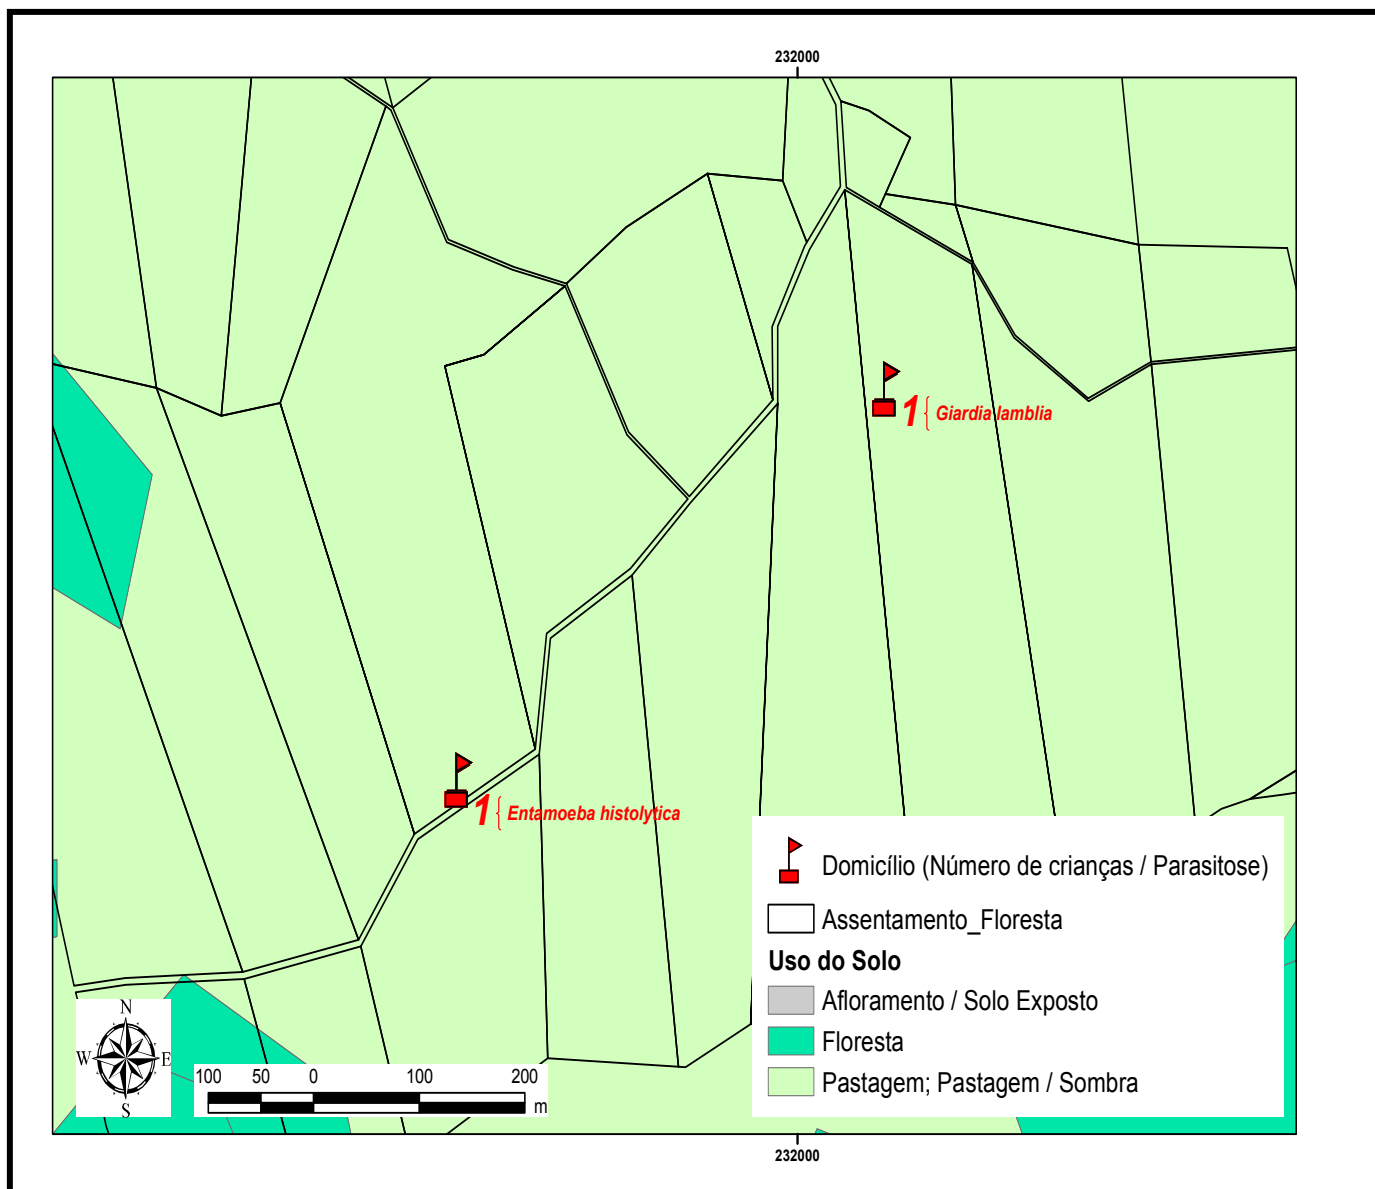 232000
1 { Giardia lamblia
1 { Entamoeba histolytica
Domicílio (Número de crianças / Parasitose)
Assentamento_Floresta
Uso do Solo
Afloramento / Solo Exposto
Floresta
Pastagem; Pastagem / Sombra
N
W E
S
100 50 0 100 200
m
232000